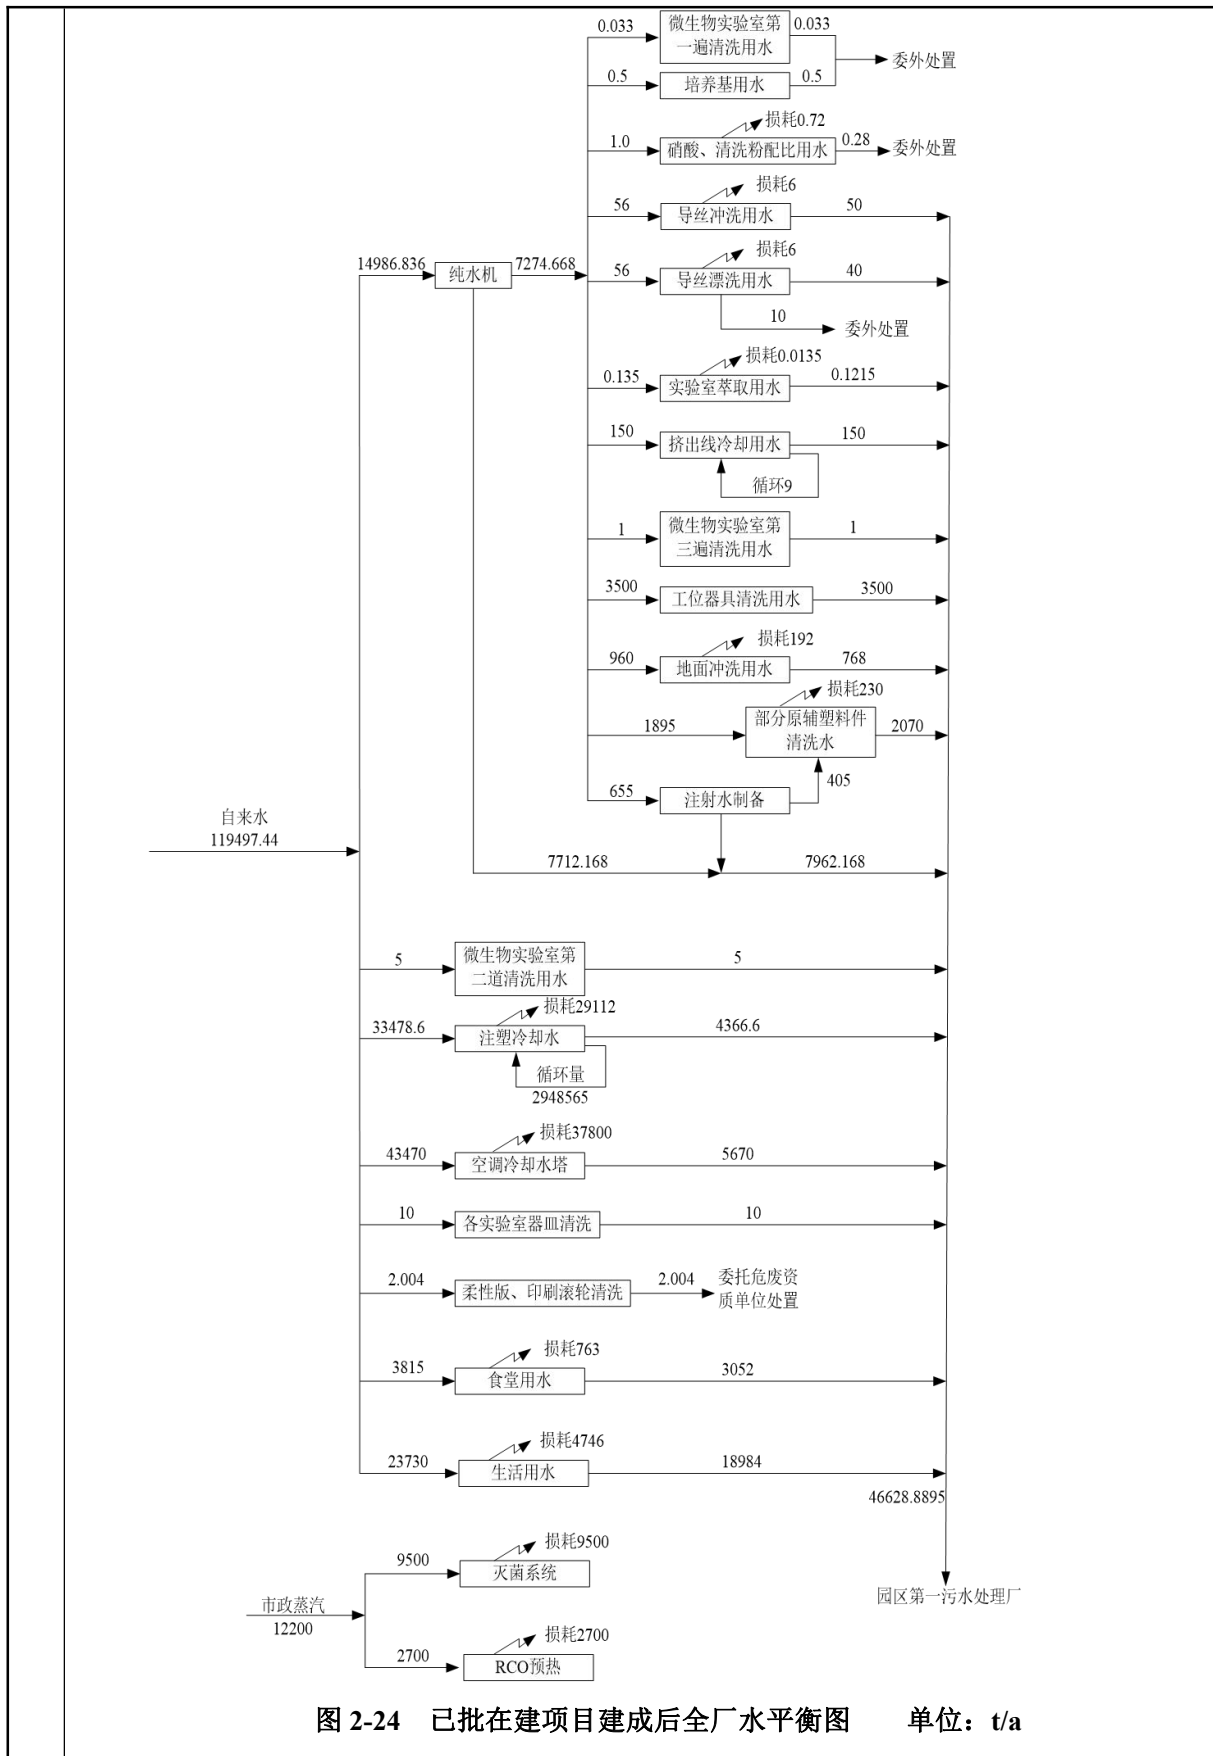 0.033
微生物实验室第
一遍清洗用水
0.033
委外处置
0.5
培养基用水
0.5
损耗0.72
1.0
硝酸、清洗粉配比用水
0.28
委外处置
损耗6
56
导丝冲洗用水
50
14986.836
纯水机
7274.668
损耗6
56
导丝漂洗用水
40
10
委外处置
损耗0.0135
0.135
实验室萃取用水
0.1215
150
挤出线冷却用水
150
循环9
1
微生物实验室第
三遍清洗用水
1
3500
工位器具清洗用水
3500
损耗192
960
地面冲洗用水
768
损耗230
1895
部分原辅塑料件
清洗水
2070
405
655
注射水制备
自来水
119497.44
7712.168
7962.168
5
微生物实验室第
二道清洗用水
5
损耗29112
33478.6
注塑冷却水
4366.6
循环量
2948565
损耗37800
43470
空调冷却水塔
5670
10
各实验室器皿清洗
10
2.004
柔性版、印刷滚轮清洗
2.004
委托危废资
质单位处置
损耗763
3815
食堂用水
3052
损耗4746
23730
生活用水
18984
46628.8895
损耗9500
9500
灭菌系统
园区第一污水处理厂
市政蒸汽
12200
损耗2700
2700
RCO预热
图 2-24 已批在建项目建成后全厂水平衡图 单位：t/a